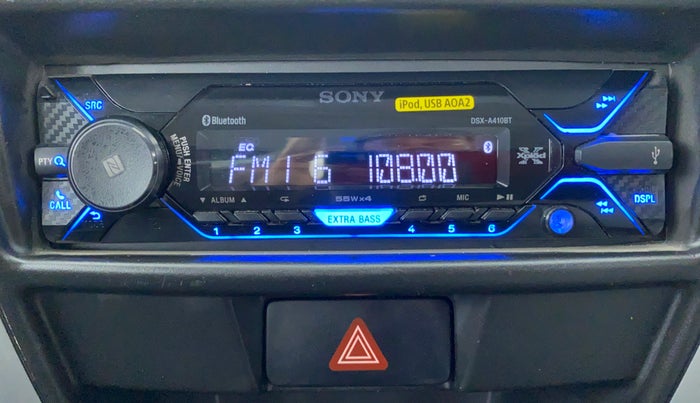 SONY
iPod, USB AOA2
Bluetooth
DSX-A410BT
SRC
PUSH ENTER
MENU VOICE
EQ
FM1 6 108.00
Xplod
PTY
CALL
DSPL
▼ ALBUM ▲
55W×4
MIC
EXTRA BASS
1 2 3 4 5 6